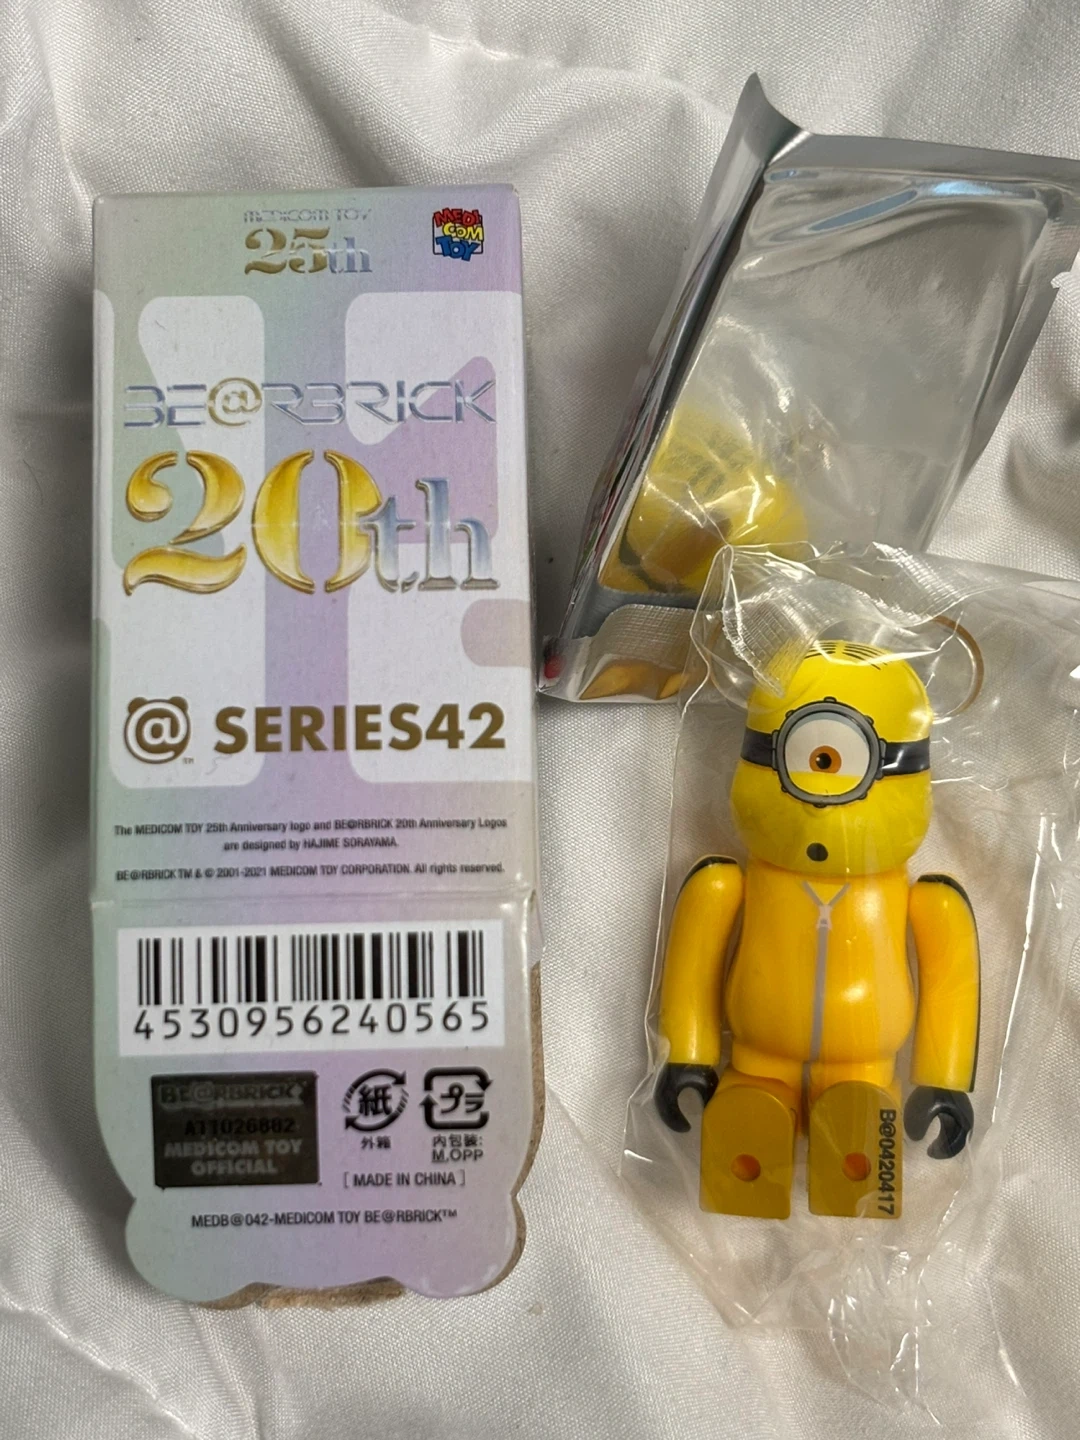 MEDICOM TOY
25th
MEDI
COM
TOY
BE@RBRICK
20th
@ SERIES42
The MEDICOM TOY 25th Anniversary logo and BE@RBRICK 20th Anniversary Logos
are designed by HAJIME SORAYAMA.
BE@RBRICK TM & © 2001-2021 MEDICOM TOY CORPORATION. All rights reserved.
4530956240565
BE@RBRICK
A11026882
MEDICOM TOY
OFFICIAL
紙
外箱
プラ
内包装:
M.OPP
[ MADE IN CHINA ]
MEDB@042-MEDICOM TOY BE@RBRICK™
B@0420417